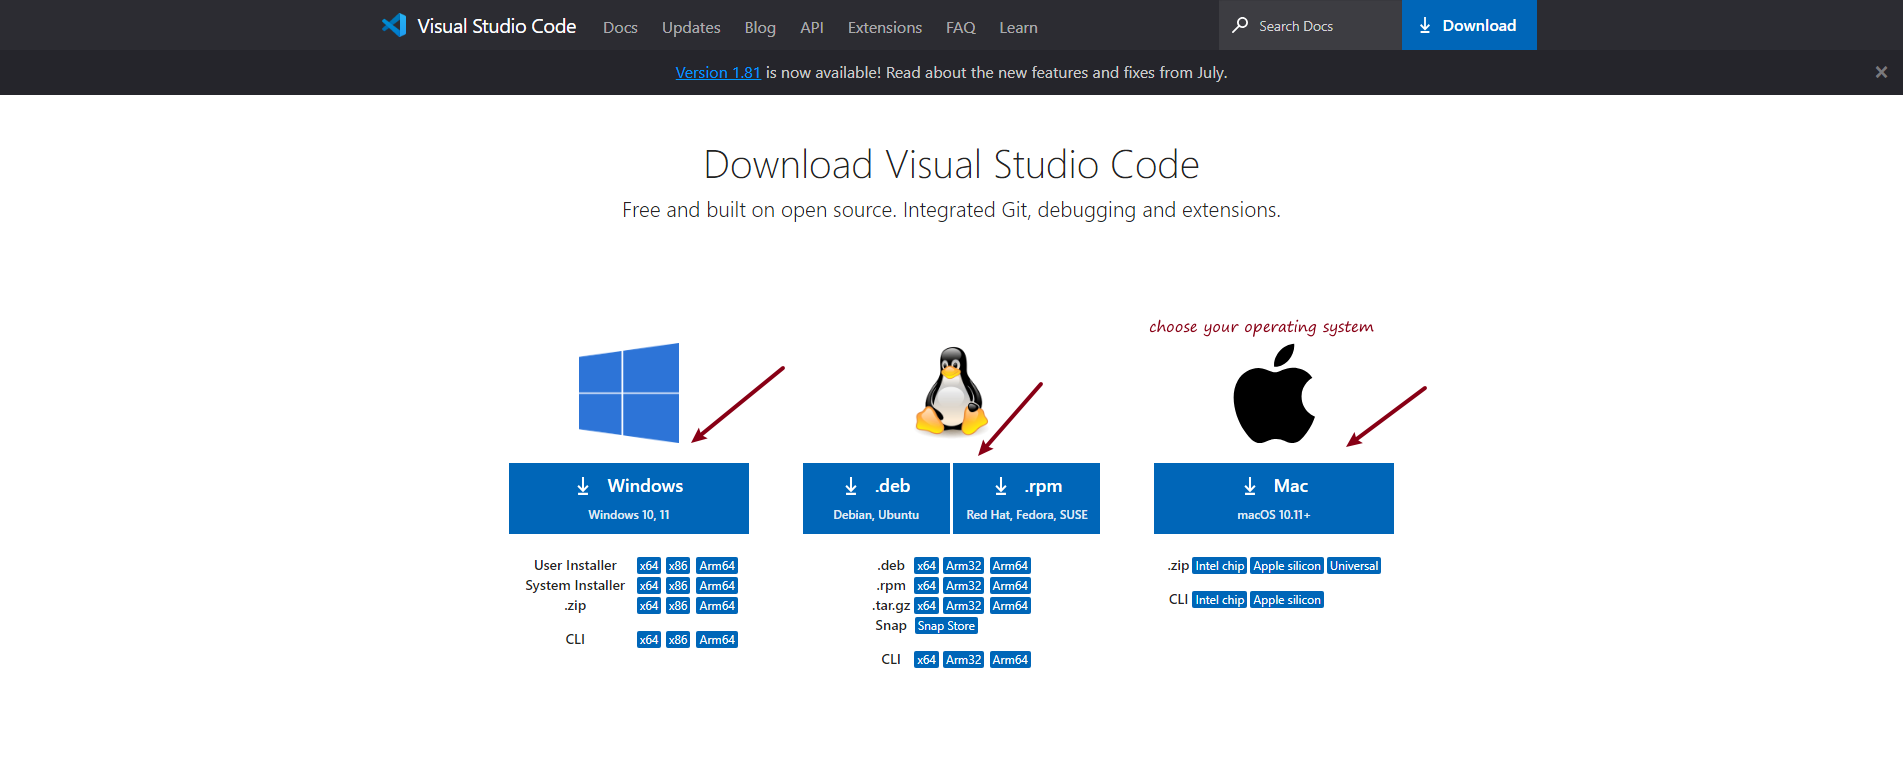 Visual Studio Code Docs Updates Blog API Extensions FAQ Learn Search Docs Download
Version 1.81 is now available! Read about the new features and fixes from July.
Download Visual Studio Code
Free and built on open source. Integrated Git, debugging and extensions.
choose your operating system
Windows
Windows 10, 11
User Installer x64 x86 Arm64
System Installer x64 x86 Arm64
.zip x64 x86 Arm64
CLI x64 x86 Arm64
.deb
Debian, Ubuntu
.rpm
Red Hat, Fedora, SUSE
.deb x64 Arm32 Arm64
.rpm x64 Arm32 Arm64
.tar.gz x64 Arm32 Arm64
Snap Snap Store
CLI x64 Arm32 Arm64
Mac
macOS 10.11+
.zip Intel chip Apple silicon Universal
CLI Intel chip Apple silicon